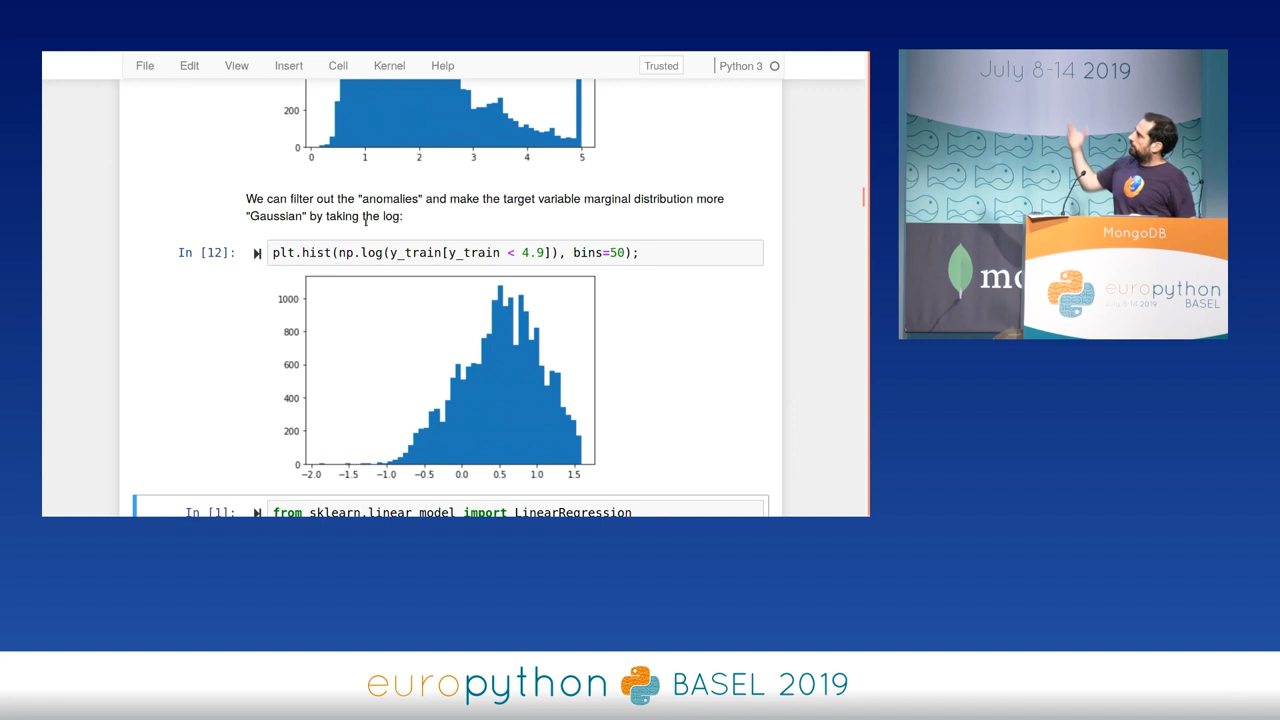 File Edit View Insert Cell Kernel Help Trusted Python 3
200
0
0 1 2 3 4 5
We can filter out the "anomalies" and make the target variable marginal distribution more
"Gaussian" by taking the log:
In [12]: plt.hist(np.log(y_train[y_train < 4.9]), bins=50);
1000
800
600
400
200
0
−2.0 −1.5 −1.0 −0.5 0.0 0.5 1.0 1.5
In [1]: from sklearn.linear_model import LinearRegression
July 8-14 2019
MongoDB
europython
July 8-14 2019
BASEL
europython BASEL 2019